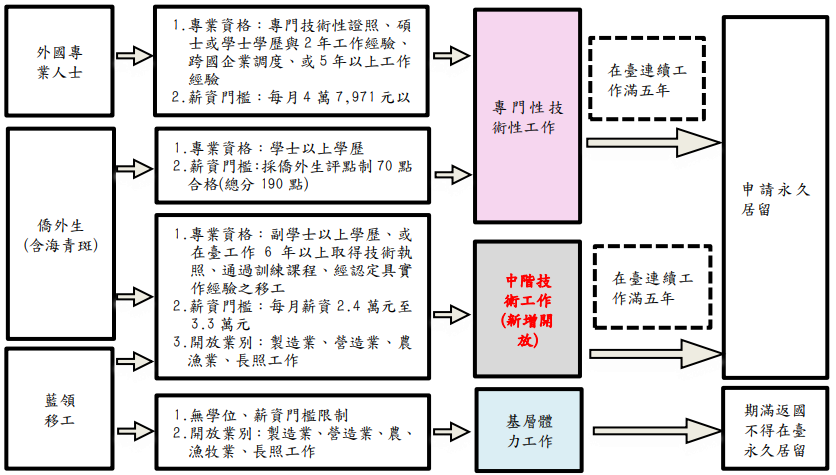 外國專
業人士
1.專業資格：專門技術性證照、碩
士或學士學歷與2年工作經驗、
跨國企業調度、或5年以上工作
經驗
2.薪資門檻：每月4萬7,971元以
專門性技
術性工作
在臺連續工
作滿五年
申請永久
居留
僑外生
(含海青斑)
1.專業資格：學士以上學歷
2.薪資門檻:採僑外生評點制70點
合格(總分190點)
1.專業資格：副學士以上學歷、或
在臺工作 6 年以上取得技術執
照、通過訓練課程、經認定具實
作經驗之移工
2.薪資門檻：每月薪資2.4萬元至
3.3萬元
3.開放業別：製造業、營造業、農
漁業、長照工作
中階技
術工作
(新增開
放)
在臺連續工
作滿五年
藍領
移工
1.無學位、薪資門檻限制
2.開放業別：製造業、營造業、農、
漁牧業、長照工作
基層體
力工作
期滿返國
不得在臺
永久居留